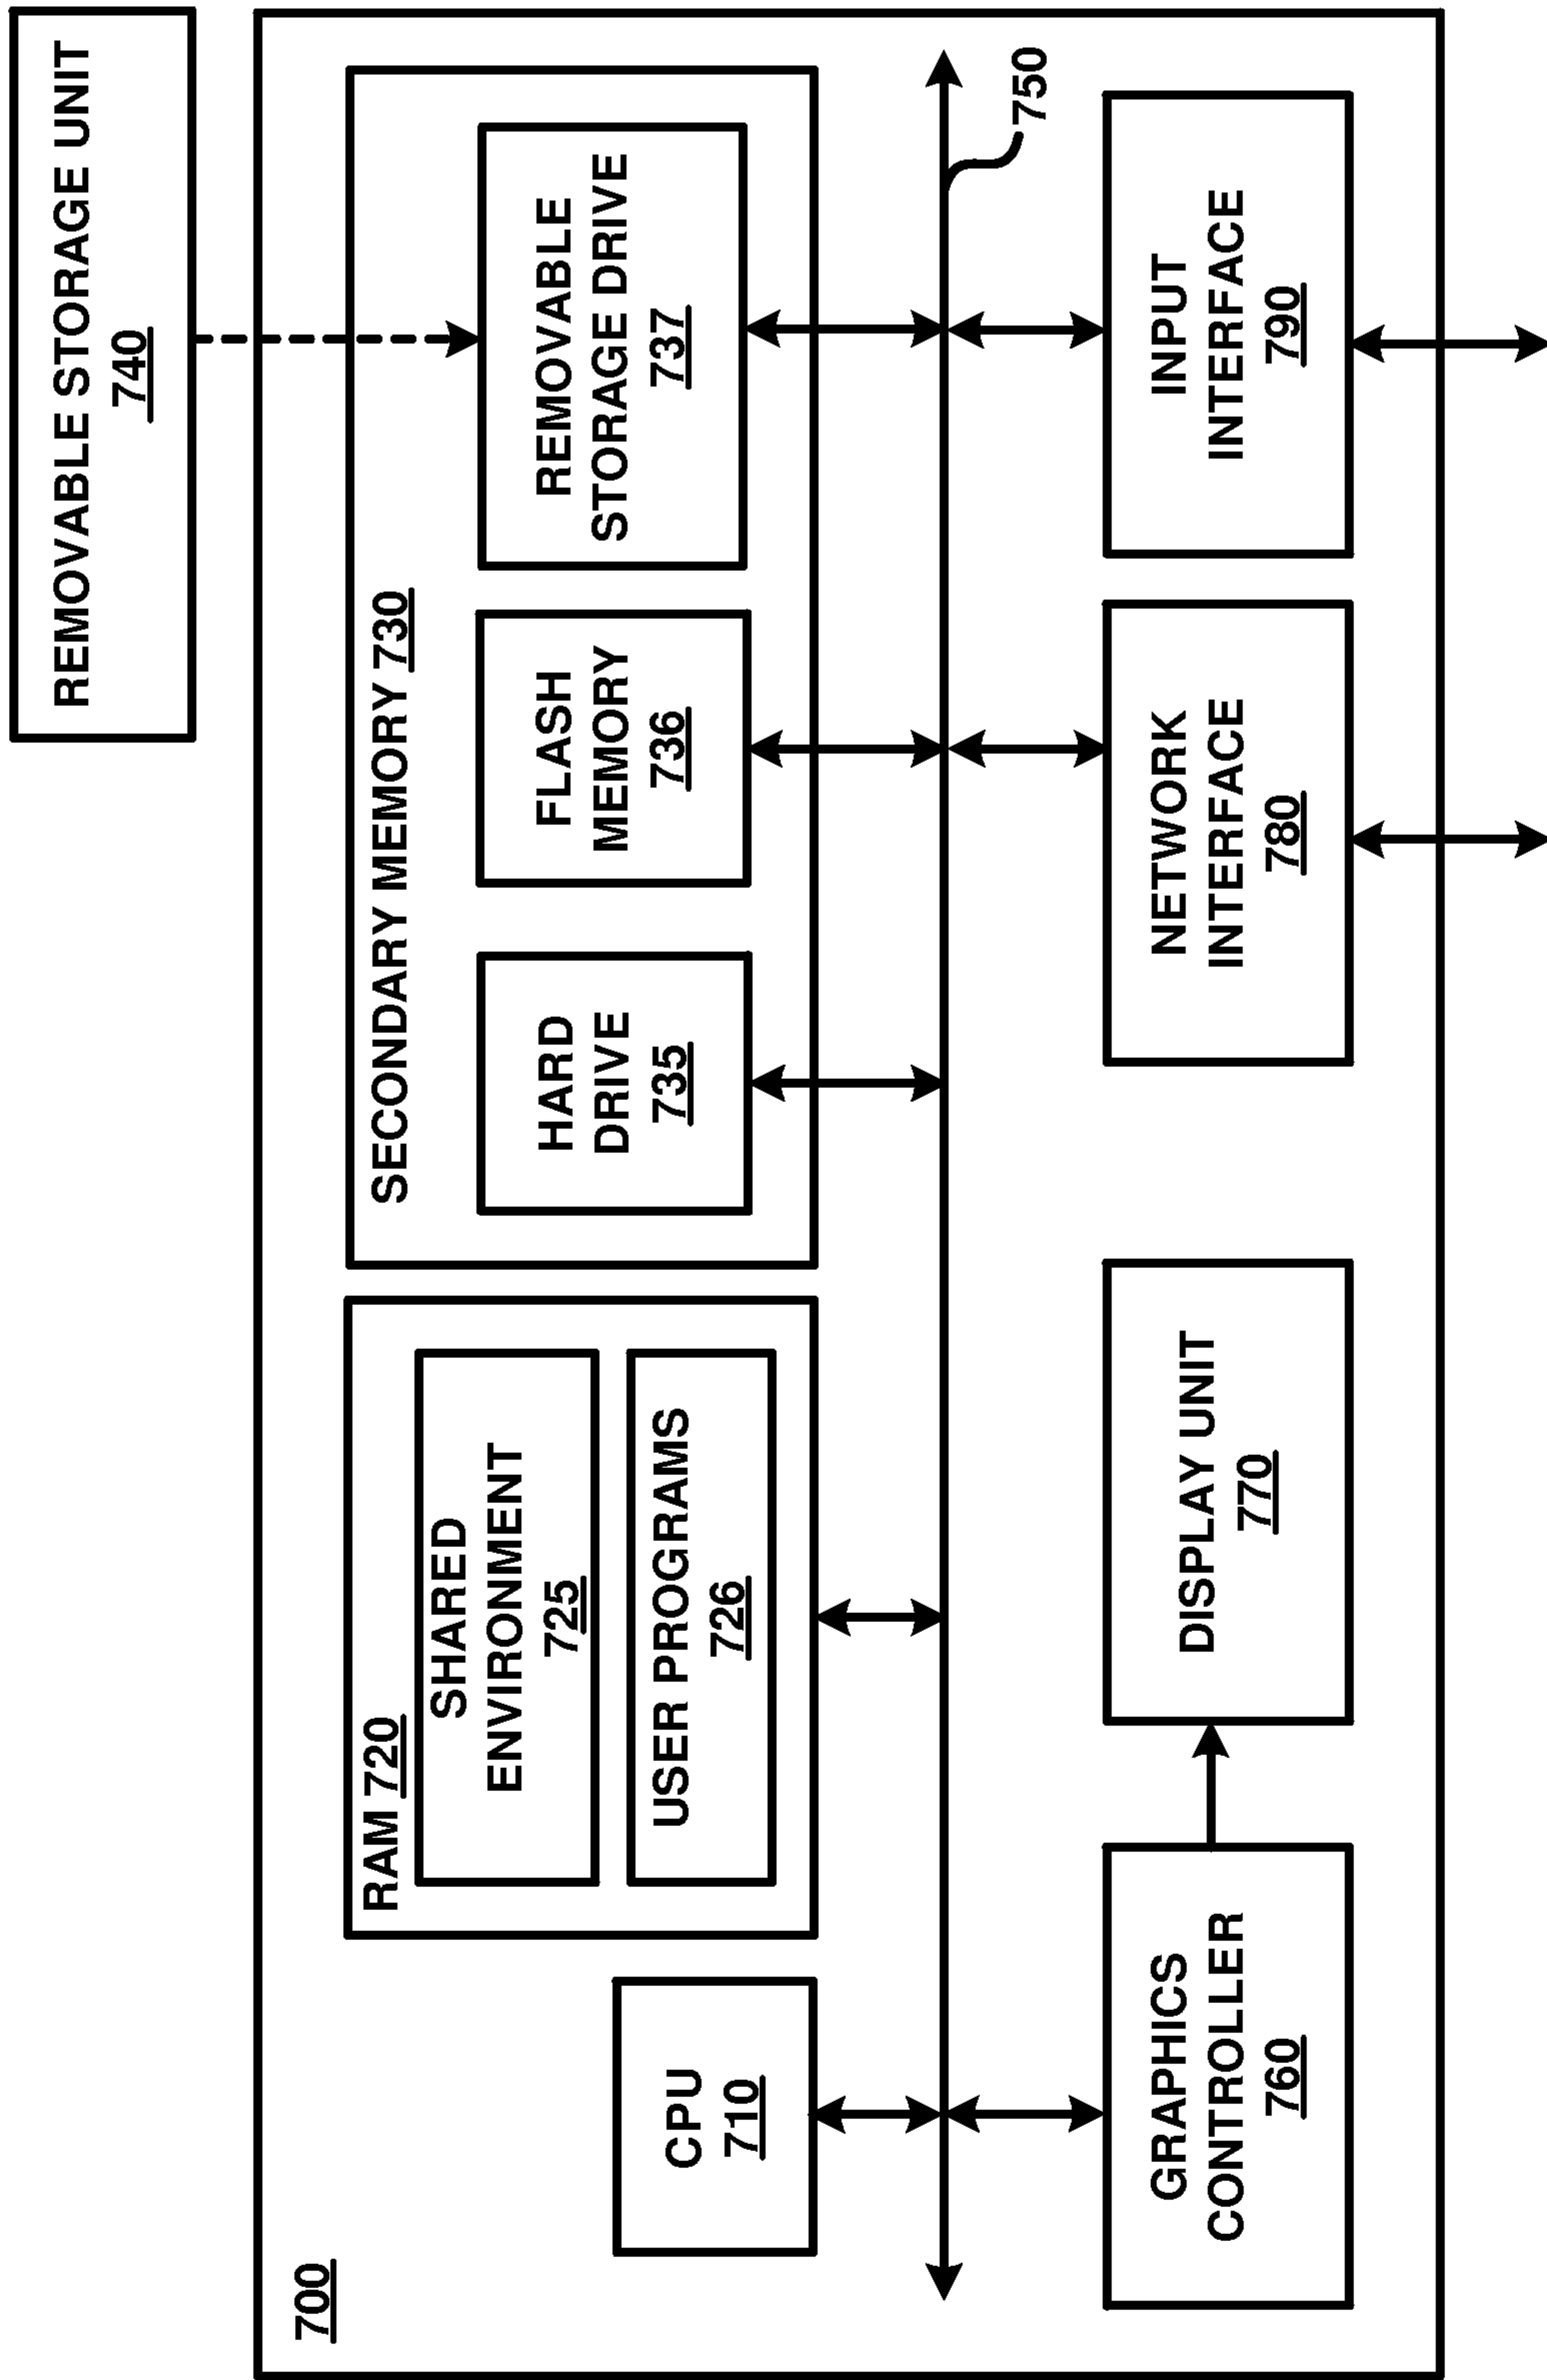 REMOVABLE STORAGE UNIT
740
700
RAM 720
SHARED
ENVIRONMENT
725
USER PROGRAMS
726
SECONDARY MEMORY 730
HARD
DRIVE
735
FLASH
MEMORY
736
REMOVABLE
STORAGE DRIVE
737
CPU
710
750
GRAPHICS
CONTROLLER
760
DISPLAY UNIT
770
NETWORK
INTERFACE
780
INPUT
INTERFACE
790